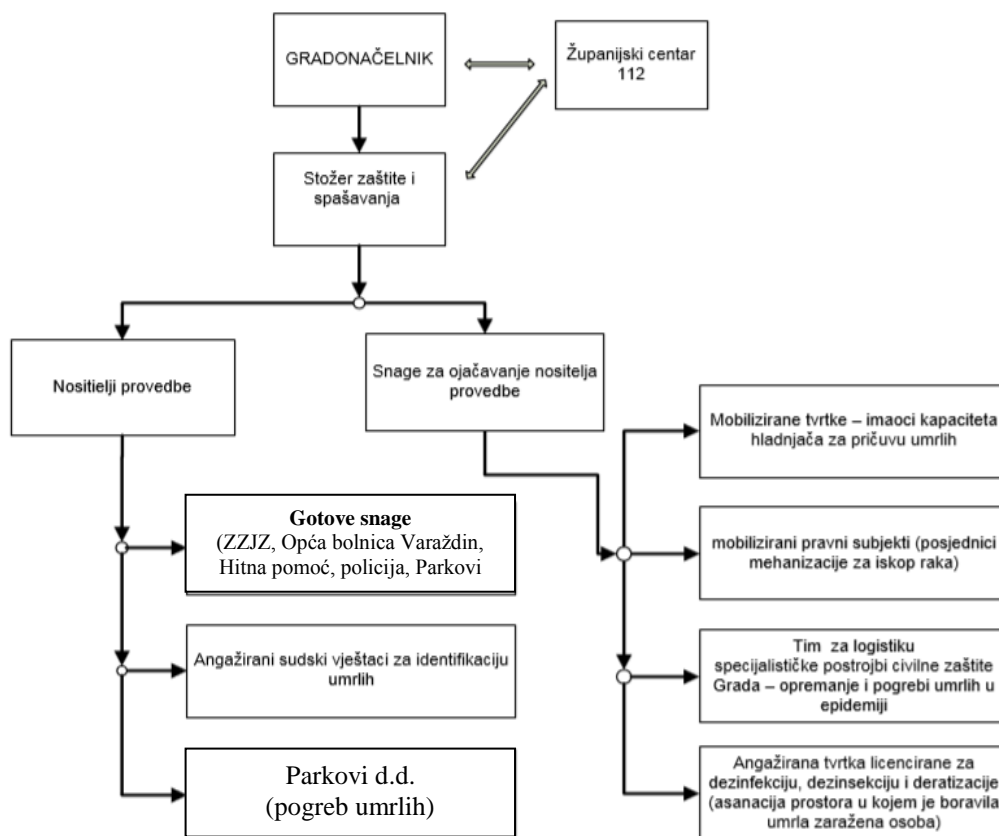 GRADONAČELNIK
Županijski centar
112
Stožer zaštite i
spašavanja
Nositielji provedbe
Snage za ojačavanje nositelja
provedbe
Gotove snage
(ZZJZ, Opća bolnica Varaždin,
Hitna pomoć, policija, Parkovi
Angažirani sudski vještaci za identifikaciju
umrlih
Parkovi d.d.
(pogreb umrlih)
Mobilizirane tvrtke – imaoci kapaciteta
hladnjača za pričuvu umrlih
mobilizirani pravni subjekti (posjednici
mehanizacije za iskop raka)
Tim za logistiku
specijalističke postrojbi civilne zaštite
Grada – opremanje i pogrebi umrlih u
epidemiji
Angažirana tvrtka licencirane za
dezinfekciju, dezinsekciju i deratizacije
(asanacija prostora u kojem je boravila
umrla zaražena osoba)